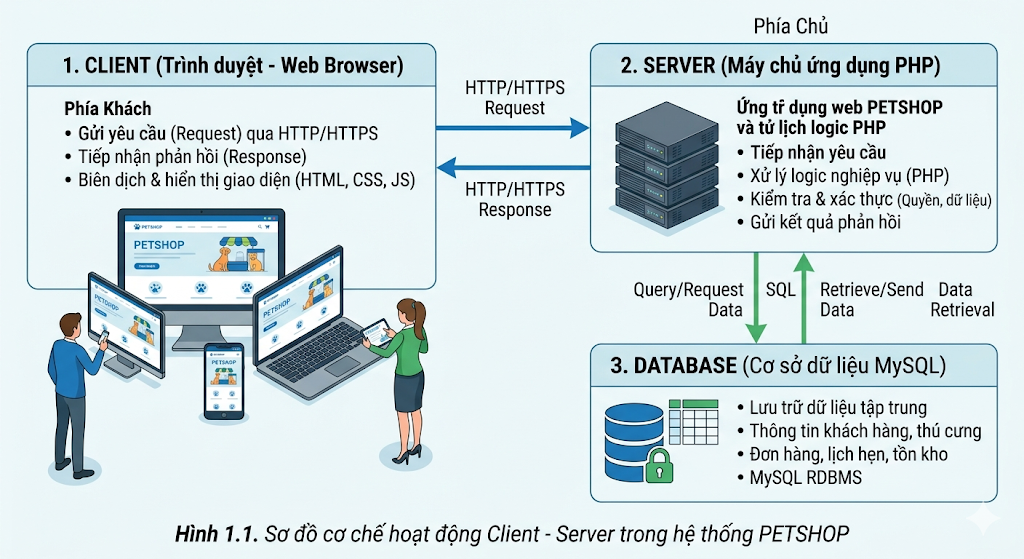 Phía Chủ
1. CLIENT (Trình duyệt - Web Browser)
Phía Khách
• Gửi yêu cầu (Request) qua HTTP/HTTPS
• Tiếp nhận phản hồi (Response)
• Biên dịch & hiển thị giao diện (HTML, CSS, JS)
PETSHOP
PETSHOP
PETSHOP
PETSHOP
PETSHOP
HTTP/HTTPS
Request
HTTP/HTTPS
Response
2. SERVER (Máy chủ ứng dụng PHP)
Ứng tr̃ dụng web PETSHOP
và tử lịch logic PHP
• Tiếp nhận yêu cầu
• Xử lý logic nghiệp vụ (PHP)
• Kiểm tra & xác thực (Quyền, dữ liệu)
• Gửi kết quả phản hồi
Query/Request
Data
SQL
Retrieve/Send
Data
Data
Retrieval
3. DATABASE (Cơ sở dữ liệu MySQL)
• Lưu trữ dữ liệu tập trung
• Thông tin khách hàng, thú cưng
• Đơn hàng, lịch hẹn, tồn kho
• MySQL RDBMS
Hình 1.1. Sơ đồ cơ chế hoạt động Client - Server trong hệ thống PETSHOP